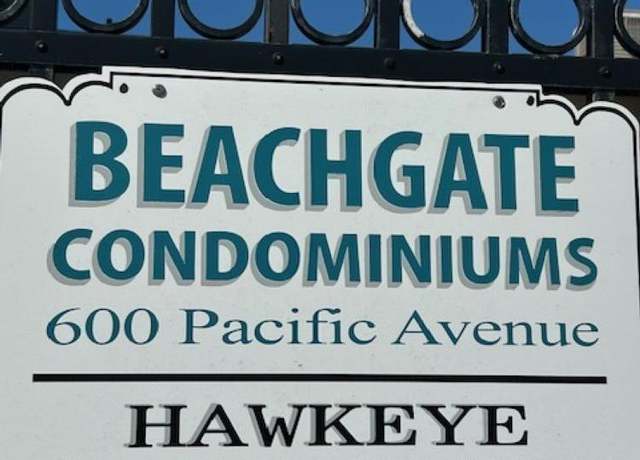 BEACHGATE
CONDOMINIUMS
600 Pacific Avenue
HAWKEYE